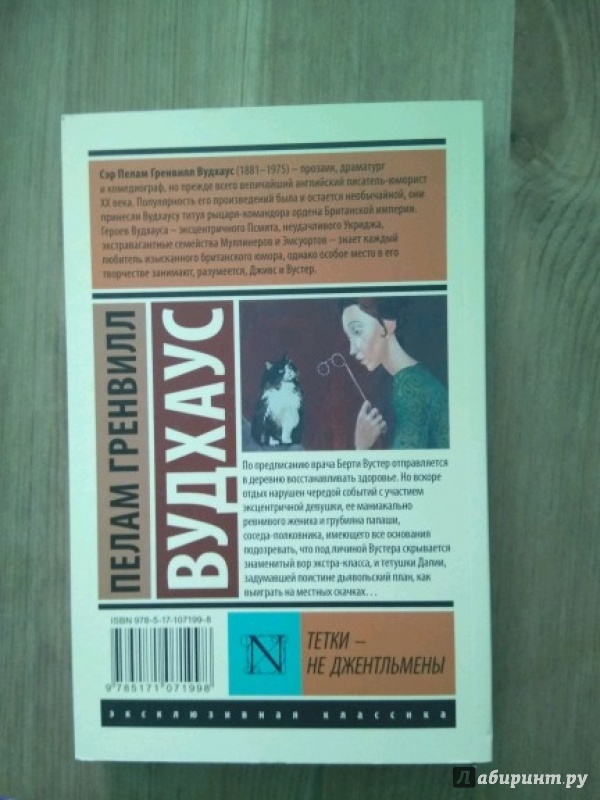 Сэр Пелам Гренвилл Вудхаус (1881–1975) – прозаик, драматург
и комедиограф, но прежде всего величайший английский писатель-юморист
XX века. Популярность его произведений была и остается необычайной, они
принесли Вудхаусу титул рыцаря-командора ордена Британской империи.
Героев Вудхауса – эксцентричного Псмита, неудачливого Укриджа,
экстравагантные семейства Муллинеров и Эмсуортов – знает каждый
любитель изысканного британского юмора, однако особое место в его
творчестве занимают, разумеется, Дживс и Вустер.
ПЕЛАМ ГРЕНВИЛЛ
ВУДХАУС
По предписанию врача Берти Вустер отправляется
в деревню восстанавливать здоровье. Но вскоре
отдых нарушен чередой событий с участием
эксцентричной девушки, ее маниакально
ревнивого жениха и грубияна папаши,
соседа-полковника, имеющего все основания
подозревать, что под личиной Вустера скрывается
знаменитый вор экстра-класса, и тетушки Далии,
задумавшей поистине дьявольский план, как
выиграть на местных скачках...
ISBN 978-5-17-107199-8
9 785171 071998
N
ТЕТКИ –
НЕ ДЖЕНТЛЬМЕНЫ
эксклюзивная классика
Лабиринт.ру